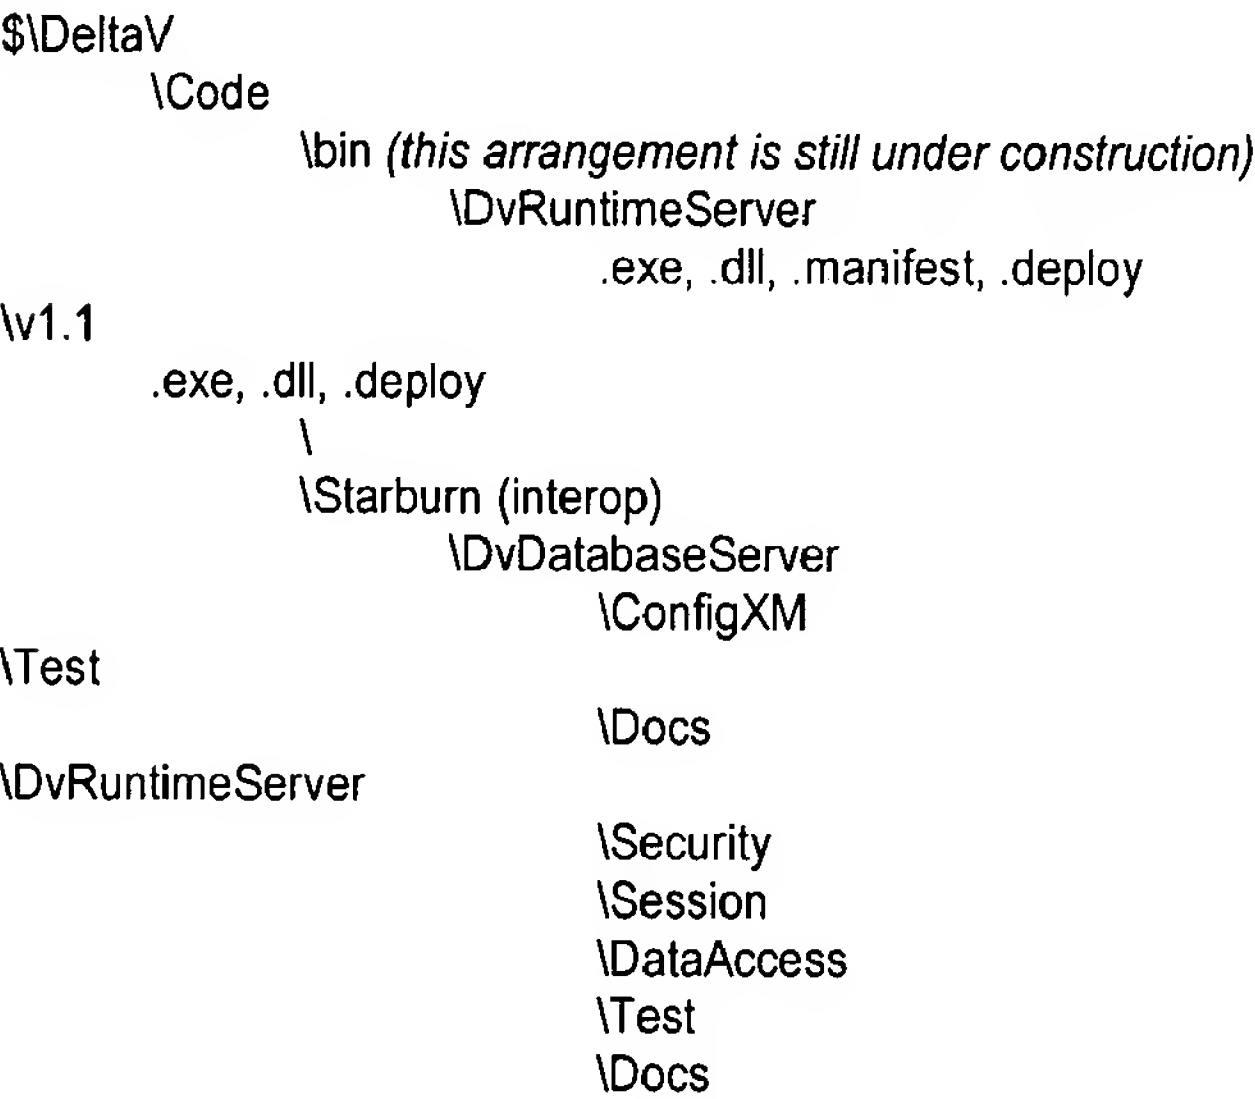 $\DeltaV
\Code
\bin (this arrangement is still under construction)
\DvRuntimeServer
.exe, .dll, .manifest, .deploy
\v1.1
.exe, .dll, .deploy
\
\Starburn (interop)
\DvDatabaseServer
\ConfigXM
\Test
\Docs
\DvRuntimeServer
\Security
\Session
\DataAccess
\Test
\Docs